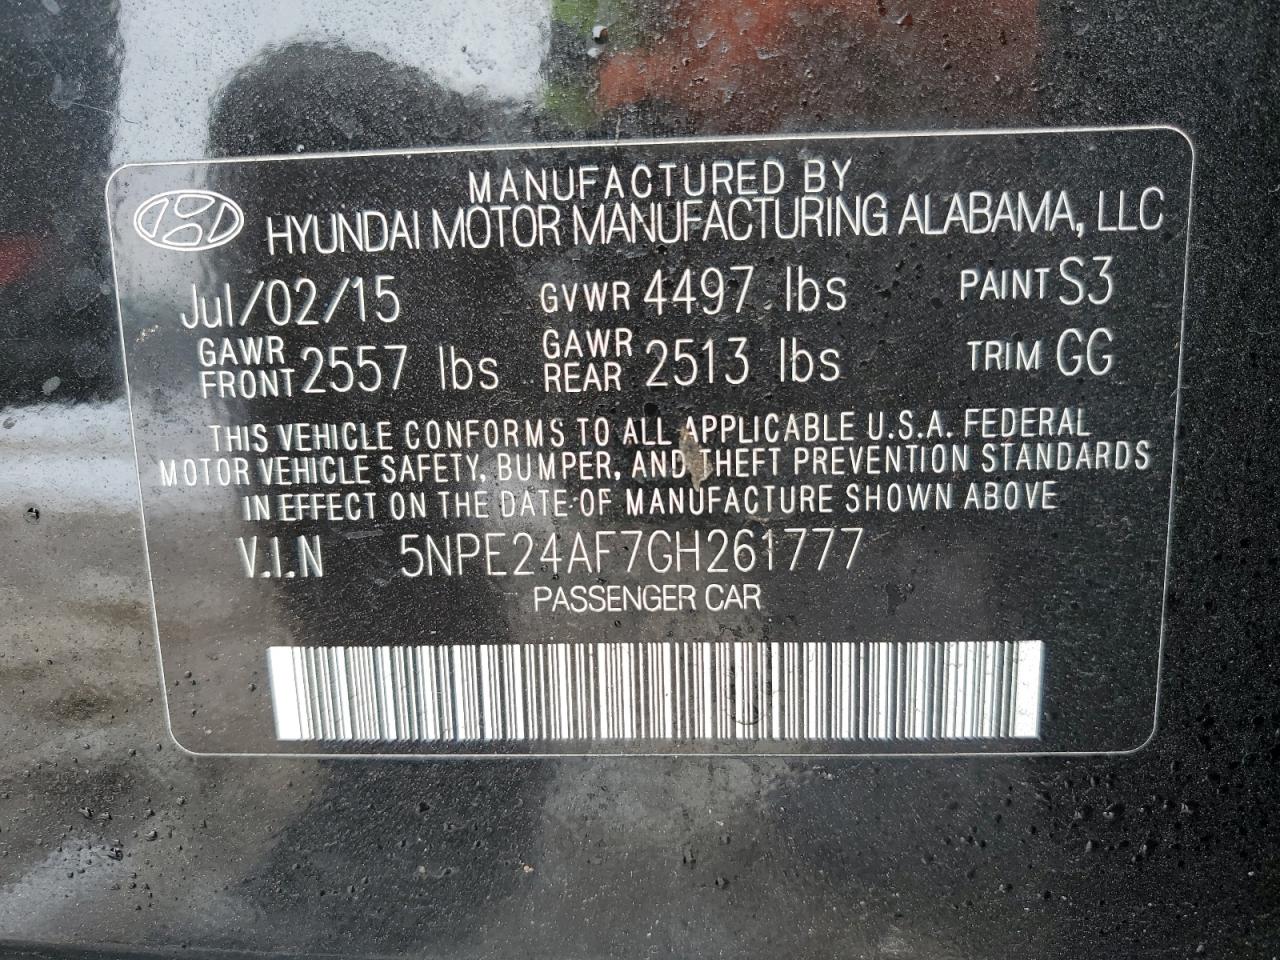 MANUFACTURED BY
HYUNDAI MOTOR MANUFACTURING ALABAMA, LLC
Jul/02/15 GVWR 4497 lbs PAINT S3
GAWR FRONT 2557 lbs GAWR REAR 2513 lbs TRIM GG
THIS VEHICLE CONFORMS TO ALL APPLICABLE U.S.A. FEDERAL
MOTOR VEHICLE SAFETY, BUMPER, AND THEFT PREVENTION STANDARDS
IN EFFECT ON THE DATE OF MANUFACTURE SHOWN ABOVE
V.I.N 5NPE24AF7GH261777
PASSENGER CAR